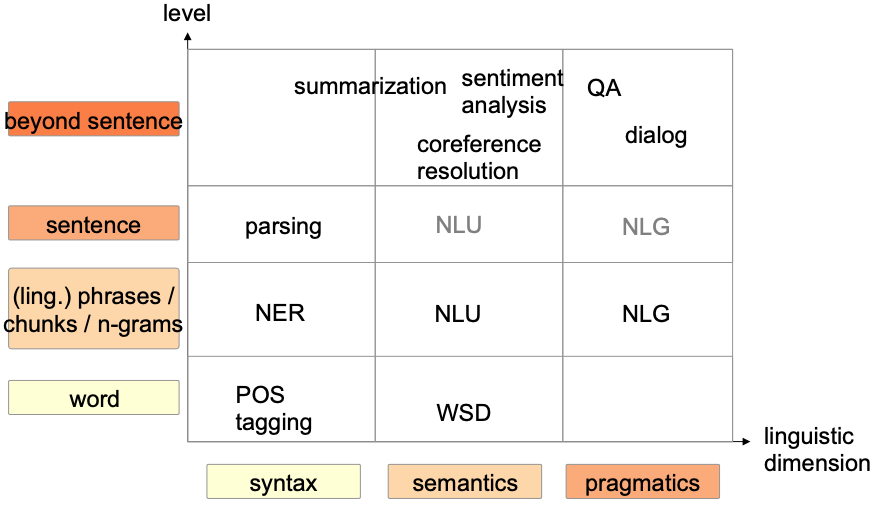 level
summarization
sentiment
analysis
QA
beyond sentence
dialog
coreference
resolution
sentence
parsing
NLU
NLG
(ling.) phrases /
chunks / n-grams
NER
NLU
NLG
word
POS
tagging
WSD
linguistic
dimension
syntax
semantics
pragmatics